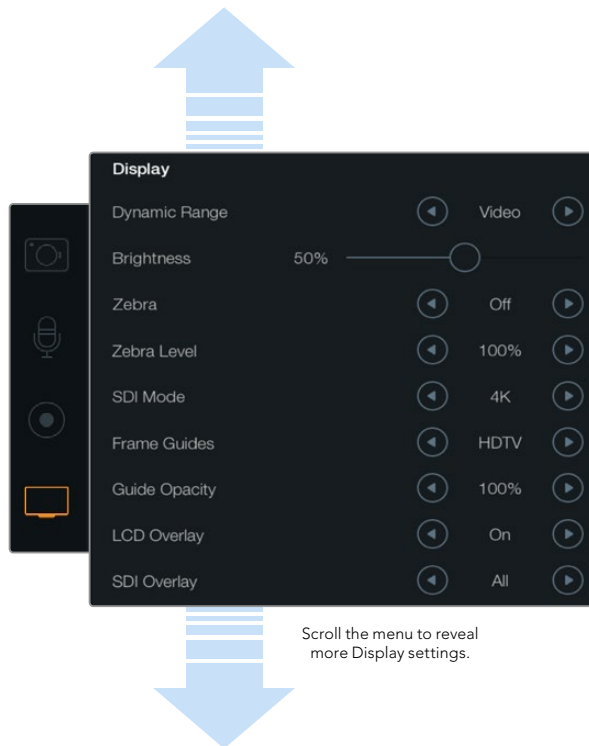 Display
Dynamic Range Video
Brightness 50%
Zebra Off
Zebra Level 100%
SDI Mode 4K
Frame Guides HDTV
Guide Opacity 100%
LCD Overlay On
SDI Overlay All
Scroll the menu to reveal
more Display settings.